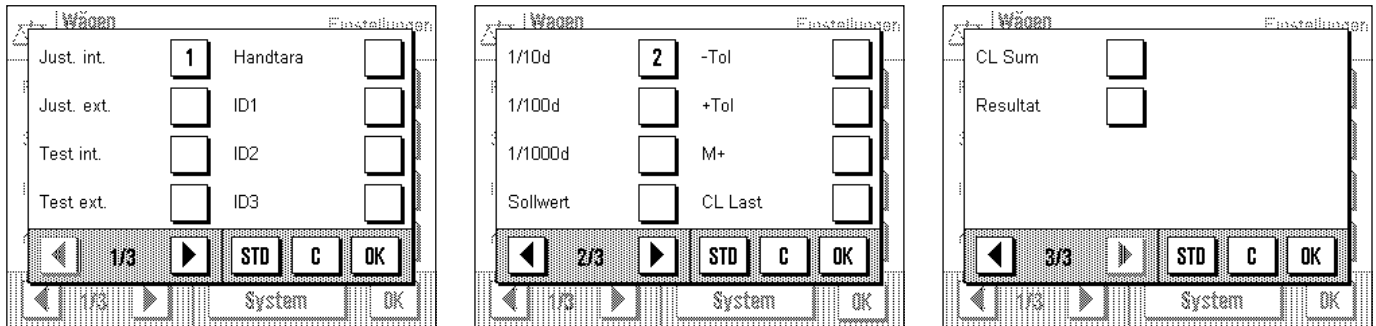 Wägen Einstellungen
Just. int. 1 Handtara
Just. ext. ID1
Test int. ID2
Test ext. ID3
1/3 STD C OK
1/3 System OK
Wägen Einstellungen
1/10d 2 -Tol
1/100d +Tol
1/1000d M+
Sollwert CL Last
2/3 STD C OK
1/3 System OK
Wägen Einstellungen
CL Sum
Resultat
3/3 STD C OK
1/3 System OK